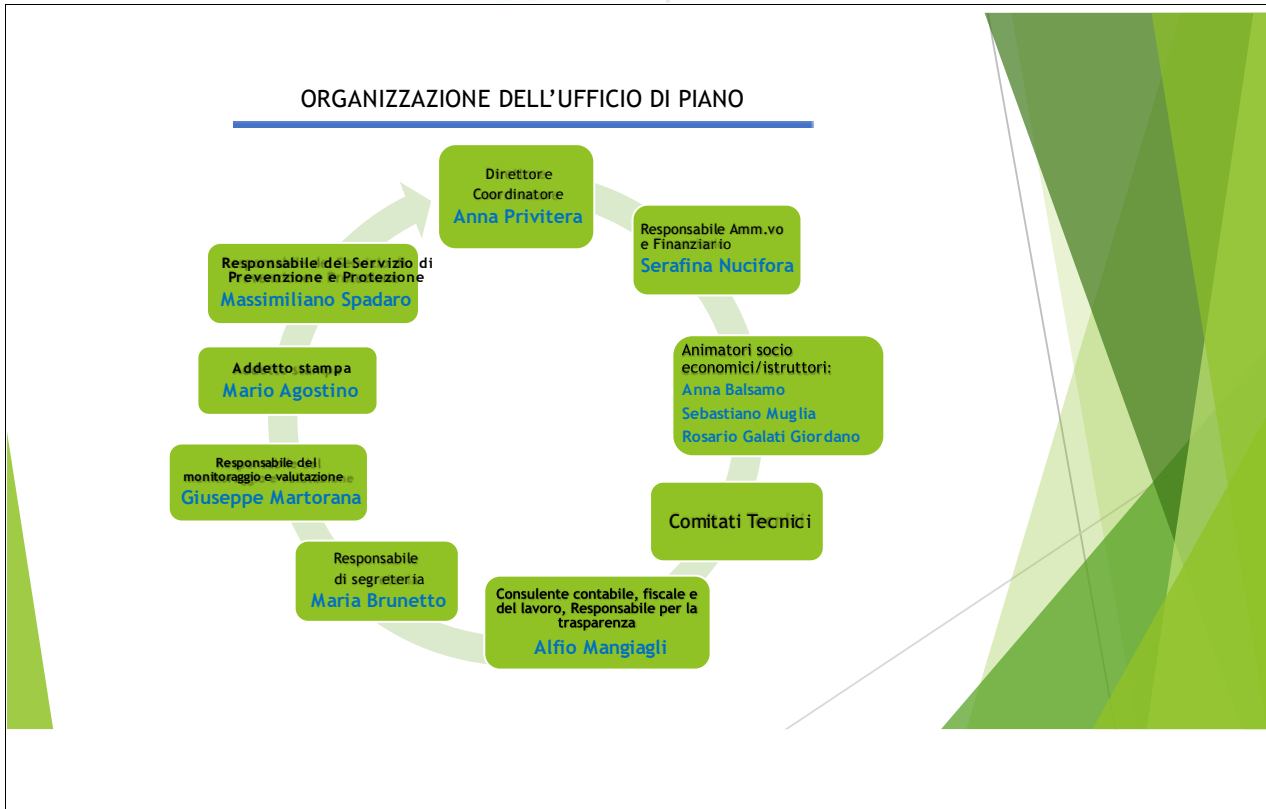 ORGANIZZAZIONE DELL’UFFICIO DI PIANO
Direttore
Coordinatore
Anna Privitera
Responsabile Amm.vo
e Finanziario
Serafina Nucifora
Animatori socio
economici/istruttori:
Anna Balsamo
Sebastiano Muglia
Rosario Galati Giordano
Comitati Tecnici
Consulente contabile, fiscale e
del lavoro, Responsabile per la
trasparenza
Alfio Mangiagli
Responsabile
di segreteria
Maria Brunetto
Responsabile del
monitoraggio e valutazione
Giuseppe Martorana
Addetto stampa
Mario Agostino
Responsabile del Servizio di
Prevenzione e Protezione
Massimiliano Spadaro